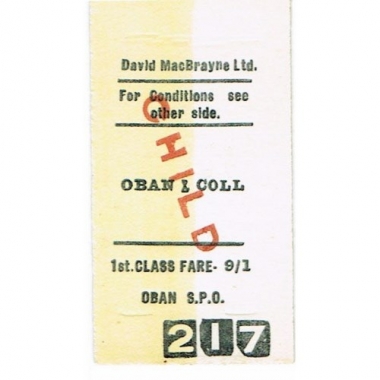 David MacBrayne Ltd.
For Conditions see
other side.
CHILD
OBAN & COLL
1st.CLASS FARE- 9/1
OBAN S.P.O.
217